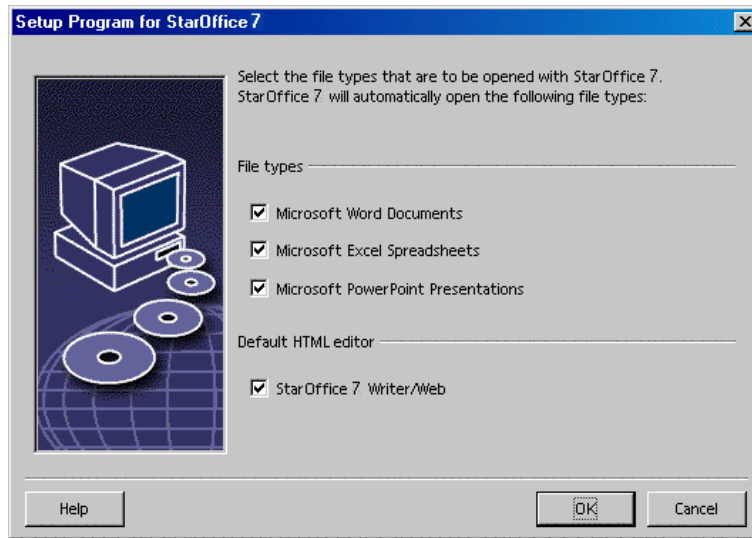 Setup Program for StarOffice 7
Select the file types that are to be opened with StarOffice 7.
StarOffice 7 will automatically open the following file types:
File types
Microsoft Word Documents
Microsoft Excel Spreadsheets
Microsoft PowerPoint Presentations
Default HTML editor
StarOffice 7 Writer/Web
Help
OK
Cancel